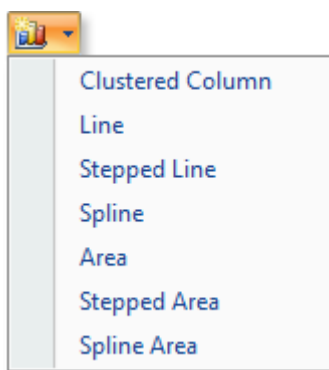 Clustered Column
Line
Stepped Line
Spline
Area
Stepped Area
Spline Area